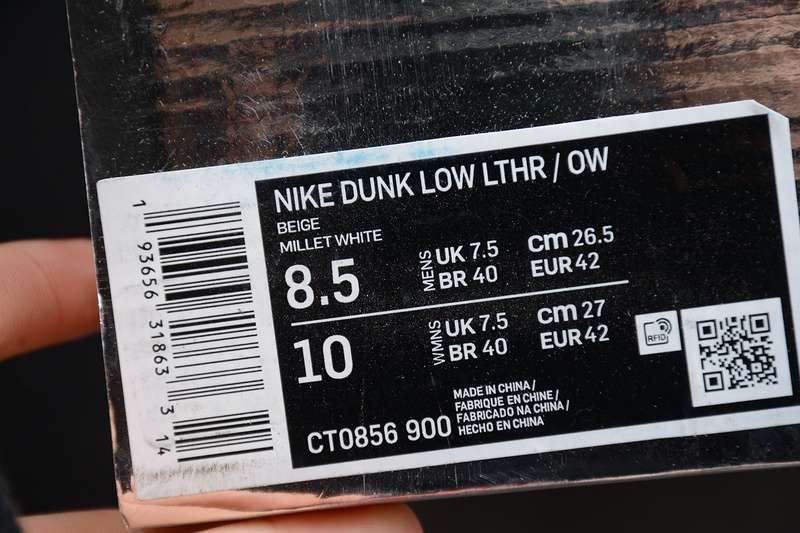 NIKE DUNK LOW LTHR / OW
BEIGE
MILLET WHITE
8.5
MENS
UK 7.5
BR 40
cm 26.5
EUR 42
10
WMNS
UK 7.5
BR 40
cm 27
EUR 42
RFID
CT0856 900
MADE IN CHINA /
FABRIQUE EN CHINE /
FABRICADO NA CHINA /
HECHO EN CHINA
1 93656 31863 3 14